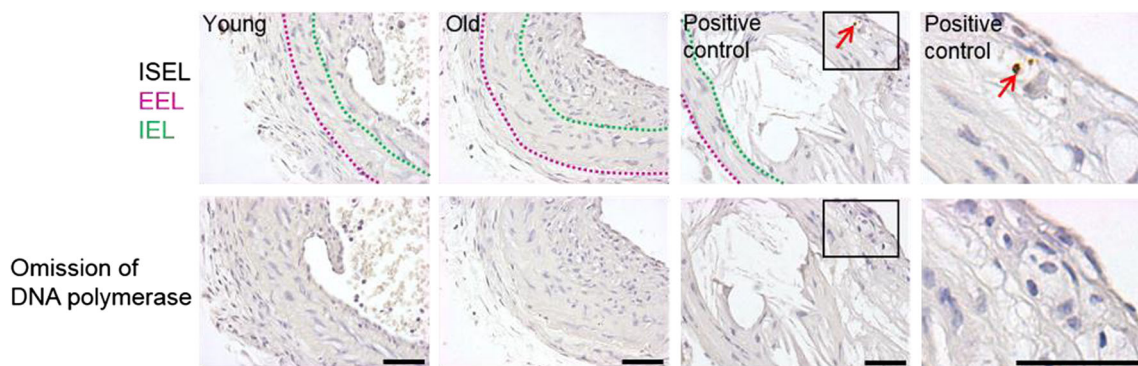 Young
Old
Positive
control
Positive
control
ISEL
EEL
IEL
Omission of
DNA polymerase